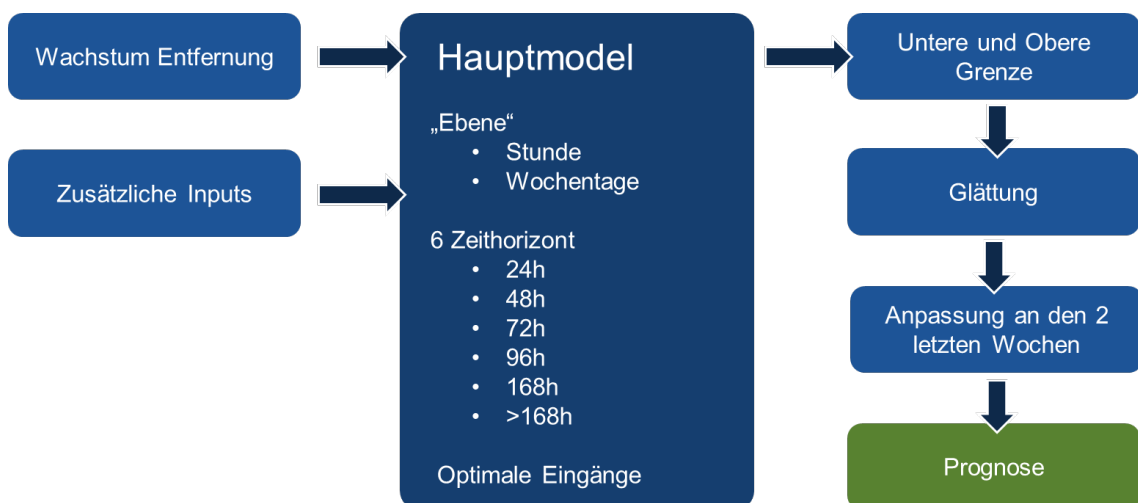 Wachstum Entfernung
Zusätzliche Inputs
Hauptmodel
„Ebene“
• Stunde
• Wochentage
6 Zeithorizont
• 24h
• 48h
• 72h
• 96h
• 168h
• >168h
Optimale Eingänge
Untere und Obere
Grenze
Glättung
Anpassung an den 2
letzten Wochen
Prognose